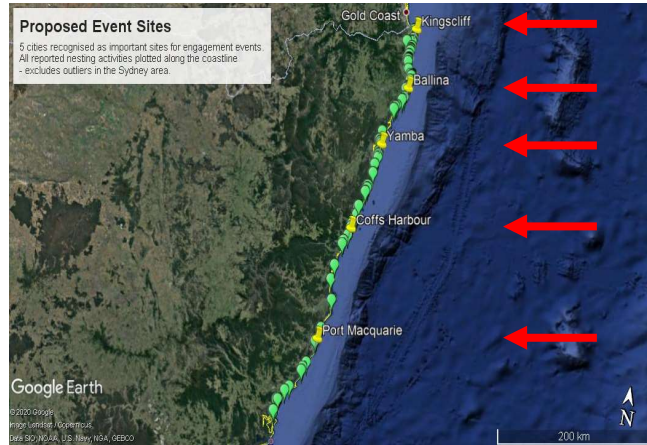 Proposed Event Sites
5 cities recognised as important sites for engagement events.
All reported nesting activities plotted along the coastline
- excludes outliers in the Sydney area.
Gold Coast
Kingscliff
Ballina
Yamba
Coffs Harbour
Port Macquarie
Google Earth
©2020 Google
Image Landsat / Copernicus
Data SIO, NOAA, U.S. Navy, NGA, GEBCO
N
200 km